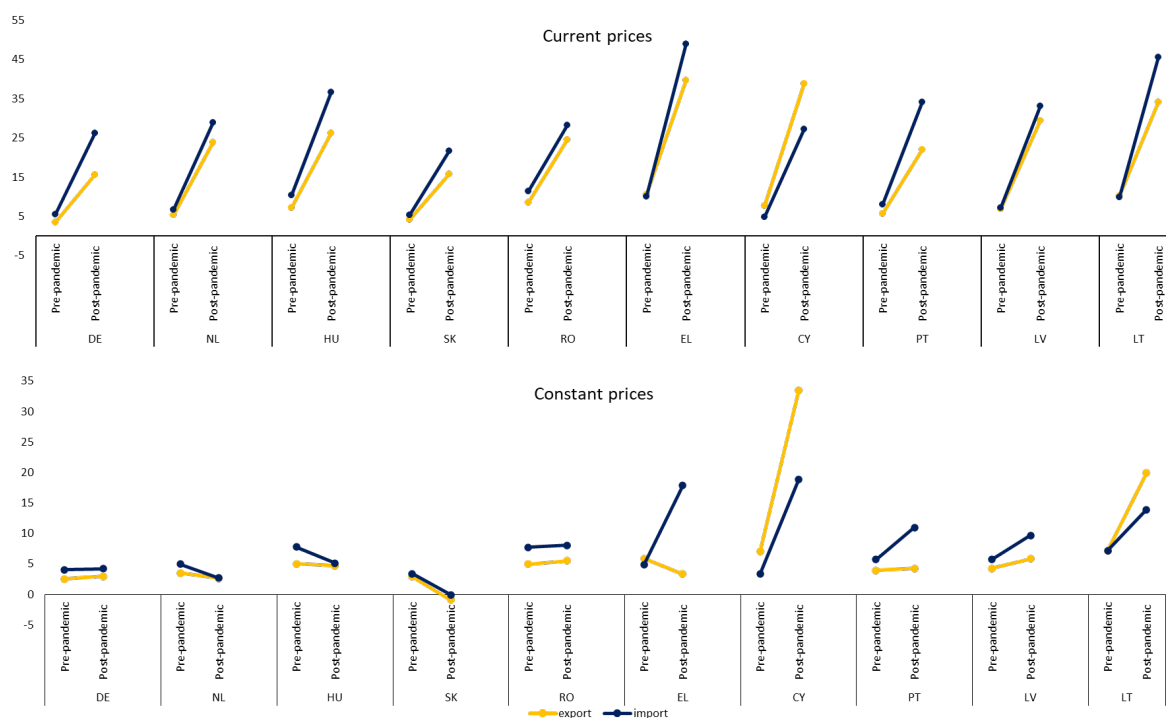 Current prices
55
45
35
25
15
5
-5
Pre-pandemic Post-pandemic Pre-pandemic Post-pandemic Pre-pandemic Post-pandemic Pre-pandemic Post-pandemic Pre-pandemic Post-pandemic Pre-pandemic Post-pandemic Pre-pandemic Post-pandemic Pre-pandemic Post-pandemic Pre-pandemic Post-pandemic Pre-pandemic Post-pandemic
DE NL HU SK RO EL CY PT LV LT
Constant prices
35
30
25
20
15
10
5
0
-5
Pre-pandemic Post-pandemic Pre-pandemic Post-pandemic Pre-pandemic Post-pandemic Pre-pandemic Post-pandemic Pre-pandemic Post-pandemic Pre-pandemic Post-pandemic Pre-pandemic Post-pandemic Pre-pandemic Post-pandemic Pre-pandemic Post-pandemic Pre-pandemic Post-pandemic
DE NL HU SK RO EL CY PT LV LT
export import